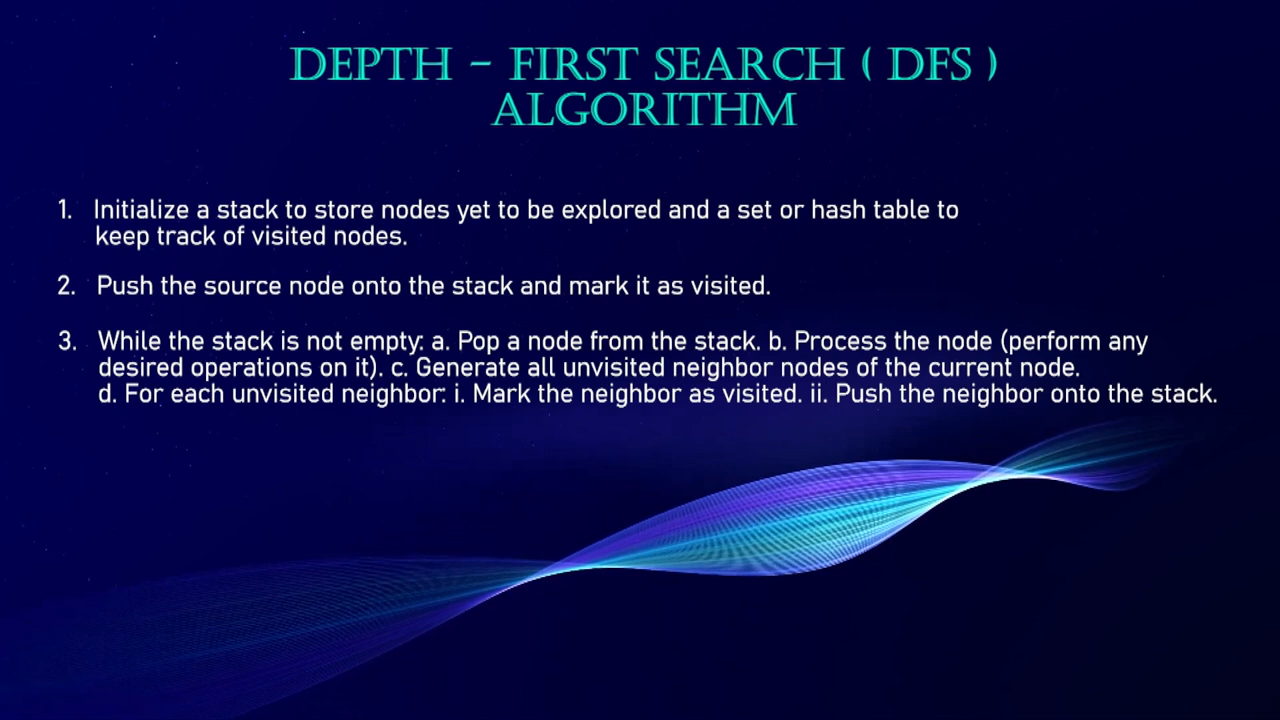 DEPTH – FIRST SEARCH ( DFS )
ALGORITHM
1. Initialize a stack to store nodes yet to be explored and a set or hash table to
keep track of visited nodes.
2. Push the source node onto the stack and mark it as visited.
3. While the stack is not empty: a. Pop a node from the stack. b. Process the node (perform any
desired operations on it). c. Generate all unvisited neighbor nodes of the current node.
d. For each unvisited neighbor: i. Mark the neighbor as visited. ii. Push the neighbor onto the stack.